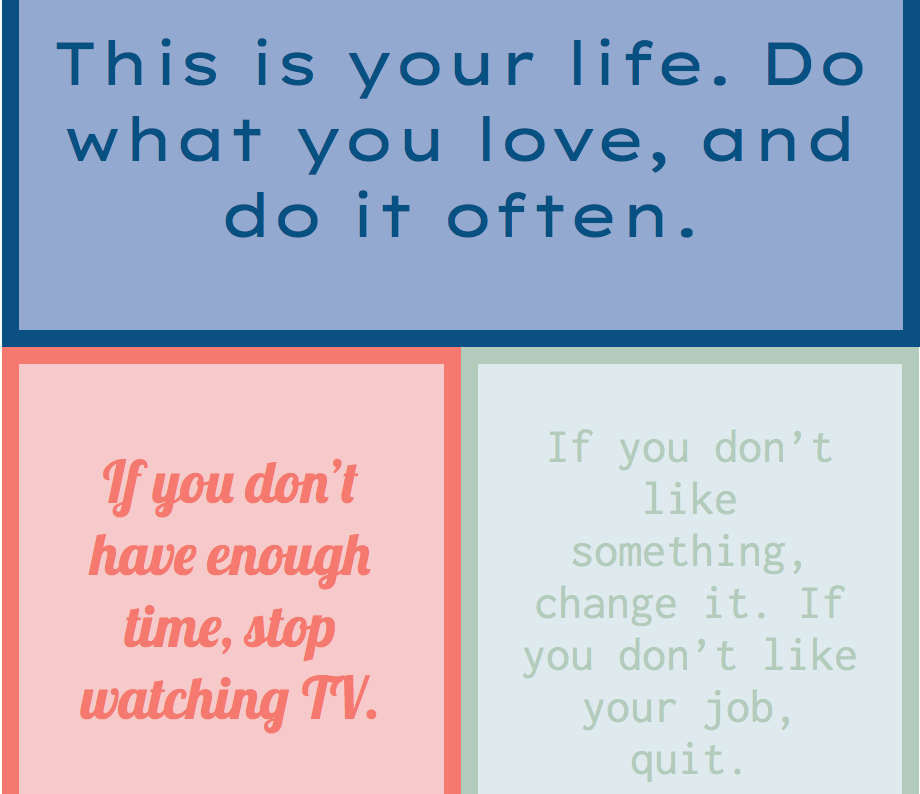 This is your life. Do
what you love, and
do it often.
If you don’t
have enough
time, stop
watching TV.
If you don’t
like
something,
change it. If
you don’t like
your job,
quit.